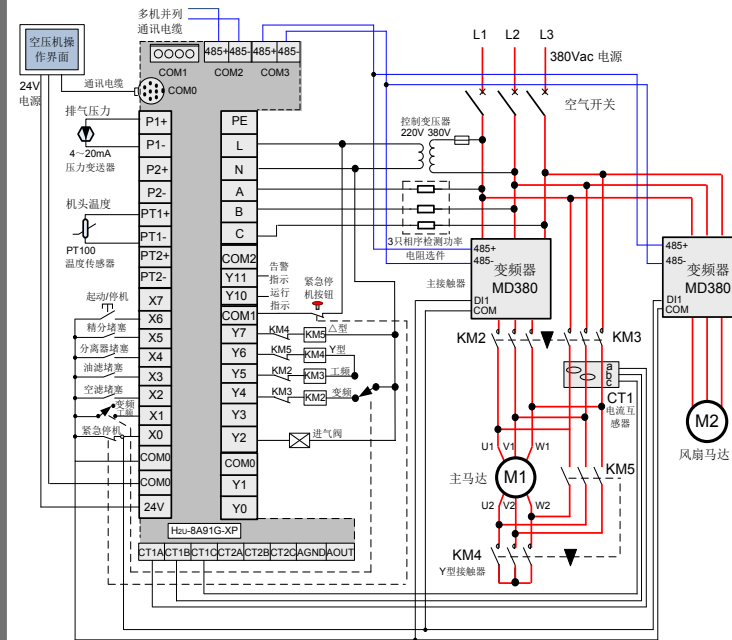 多机并列
通讯电缆
空压机操
作界面
24V
电源
通讯电缆
485+ 485- 485+ 485-
COM1 COM2 COM3
COM0
排气压力
4～20mA
压力变送器
机头温度
PT100
温度传感器
P1+
P1-
P2+
P2-
PT1+
PT1-
PT2+
PT2-
X7
X6
X5
X4
X3
X2
X1
X0
COM0
COM0
24V
PE
L
N
A
B
C
COM2
Y11
Y10
COM1
Y7
Y6
Y5
Y4
Y3
Y2
COM0
Y1
Y0
起动/停机
精分堵塞
分离器堵塞
油滤堵塞
空滤堵塞
变频
工频
紧急停机
告警
指示
运行
指示
紧急停
机按钮
KM4 KM5 △型
KM5 KM4 Y型
KM2 KM3 工频
KM3 KM2 变频
进气阀
Hzu-8A91G-XP
CT1A CT1B CT1C CT2A CT2B CT2C AGND AOUT
L1 L2 L3
380Vac 电源
空气开关
控制变压器
220V 380V
3只相序检测功率
电阻选件
485+
485-
变频器
MD380
DI1
COM
主接触器
485+
485-
变频器
MD380
DI1
COM
KM2 KM3
a
b
c
CT1
电流互
感器
U1 V1 W1
主马达 M1
U2 V2 W2
KM5
KM4
Y型接触器
M2
风扇马达